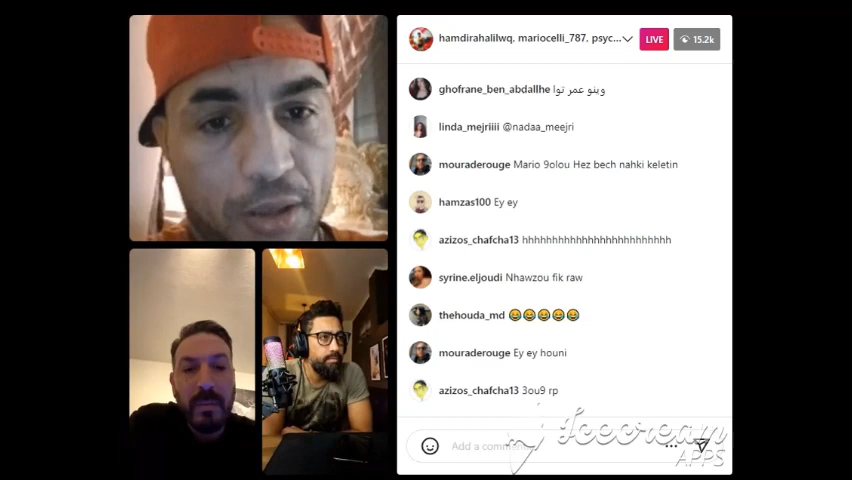 hamdirahalilwq, mariocelli_787, psyc...
LIVE
15.2k
ghofrane_ben_abdallhe وينو عمر توا
linda_mejriiii @nadaa_meejri
mouraderouge Mario 9olou Hez bech nahki keletin
hamzas100 Ey ey
azizos_chafcha13 hhhhhhhhhhhhhhhhhhhhhhhhh
syrine.eljoudi Nhawzou fik raw
thehouda_md 😂😂😂😂😂
mouraderouge Ey ey houni
azizos_chafcha13 3ou9 rp
Add a comment...
Icecream
APPS